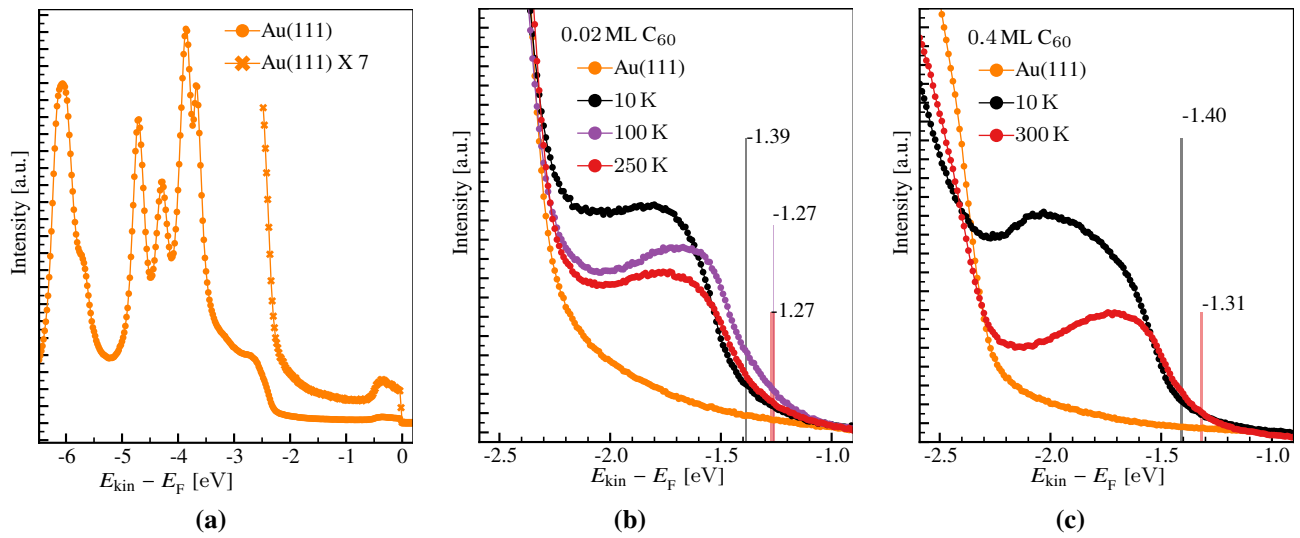 Au(111)
Au(111) X 7
Intensity [a.u.]
-6 -5 -4 -3 -2 -1 0
E_kin − E_F [eV]
(a)
0.02 ML C₆₀
Au(111)
10 K
100 K
250 K
-1.39
-1.27
-1.27
Intensity [a.u.]
-2.5 -2.0 -1.5 -1.0
E_kin − E_F [eV]
(b)
0.4 ML C₆₀
Au(111)
10 K
300 K
-1.40
-1.31
Intensity [a.u.]
-2.5 -2.0 -1.5 -1.0
E_kin − E_F [eV]
(c)